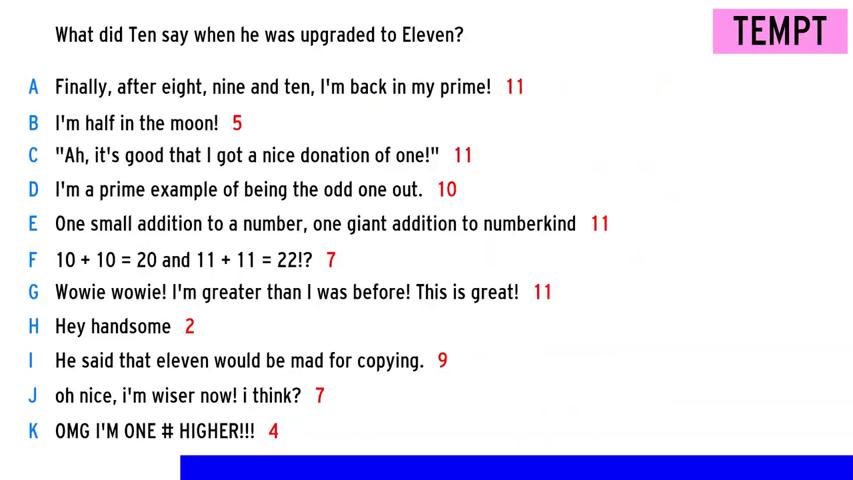 What did Ten say when he was upgraded to Eleven?
TEMPT
A Finally, after eight, nine and ten, I'm back in my prime! 11
B I'm half in the moon! 5
C "Ah, it's good that I got a nice donation of one!" 11
D I'm a prime example of being the odd one out. 10
E One small addition to a number, one giant addition to numberkind 11
F 10 + 10 = 20 and 11 + 11 = 22!? 7
G Wowie wowie! I'm greater than I was before! This is great! 11
H Hey handsome 2
I He said that eleven would be mad for copying. 9
J oh nice, i'm wiser now! i think? 7
K OMG I'M ONE # HIGHER!!! 4